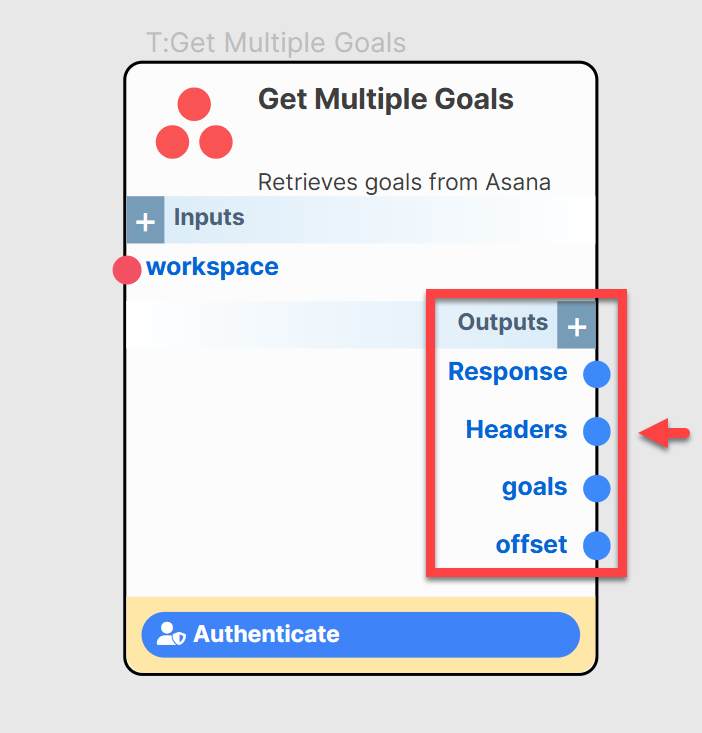 T:Get Multiple Goals
Get Multiple Goals
Retrieves goals from Asana
+ Inputs
workspace
Outputs +
Response
Headers
goals
offset
Authenticate